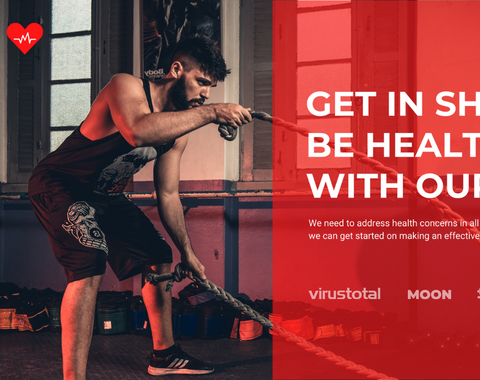 GET IN SH
BE HEALT
WITH OUR
We need to address health concerns in all
we can get started on making an effective
virustotal
MOON